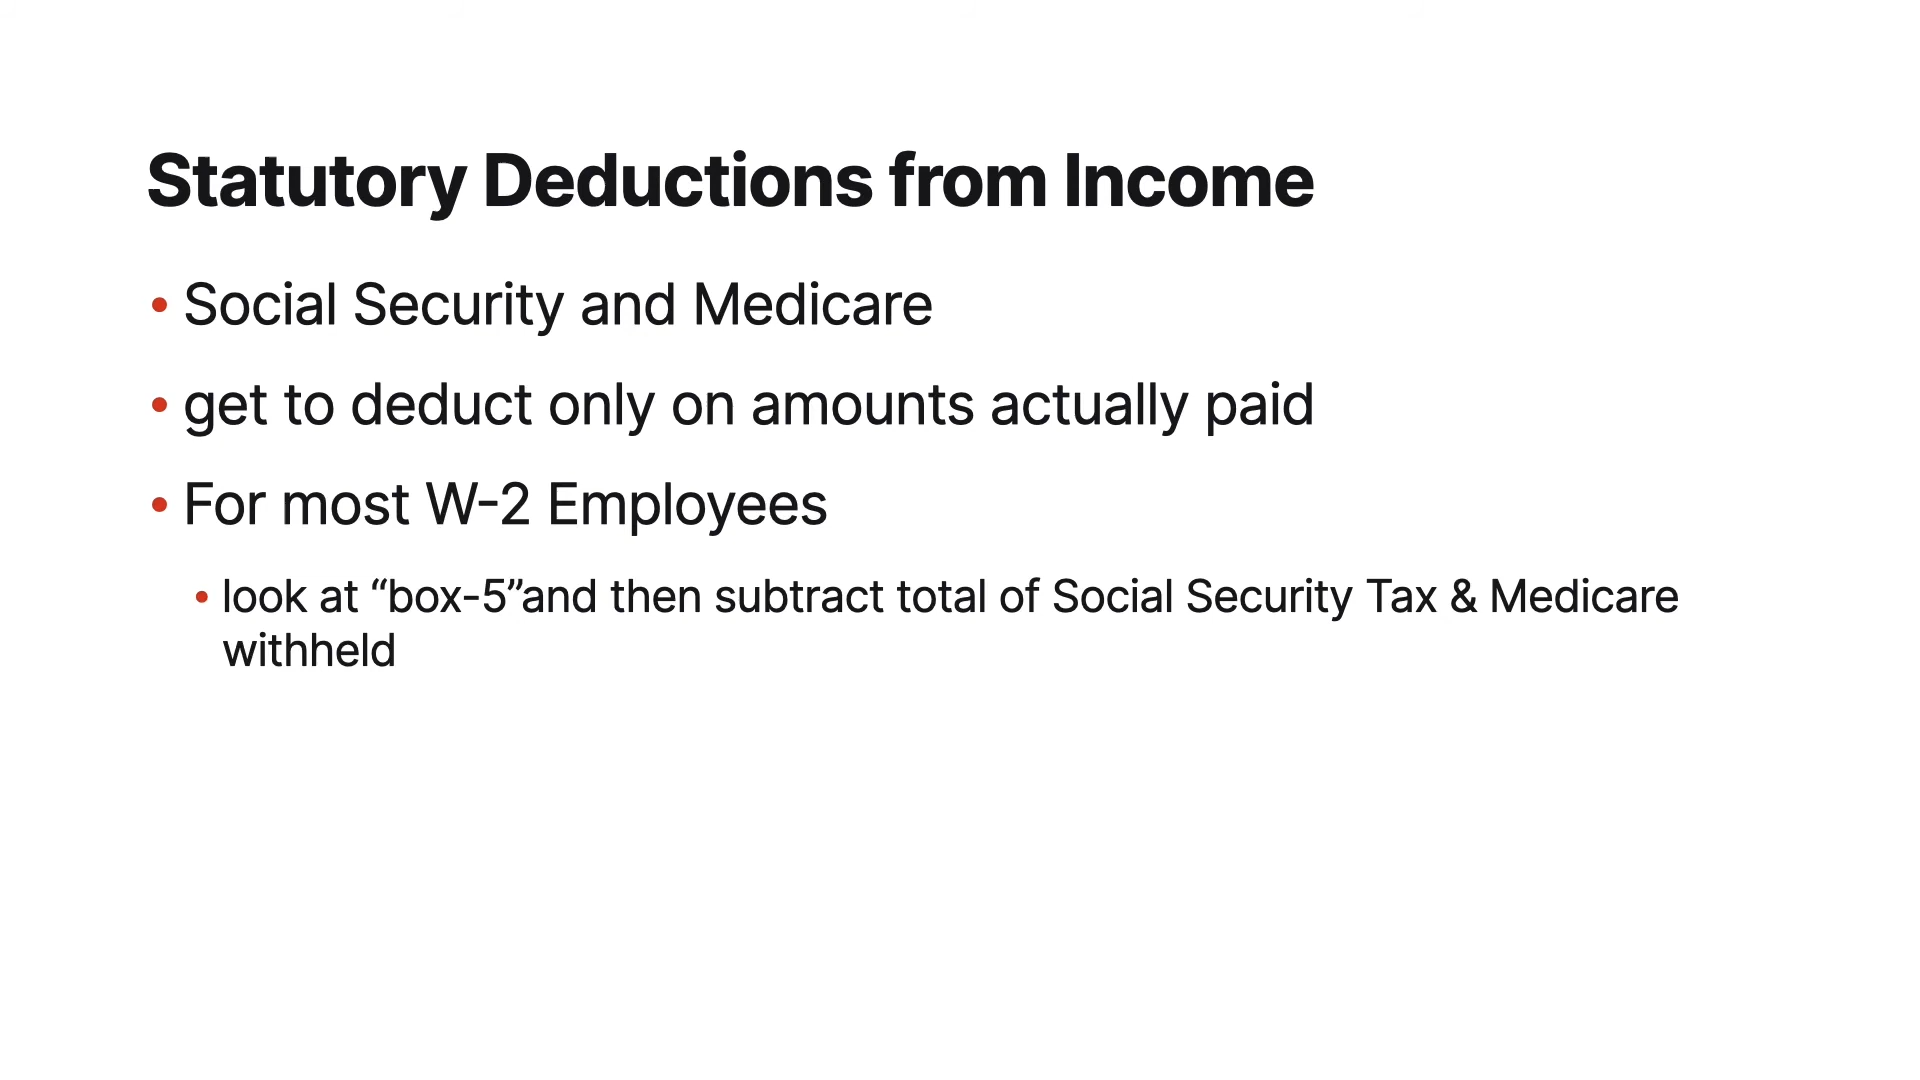 Statutory Deductions from Income
• Social Security and Medicare
• get to deduct only on amounts actually paid
• For most W-2 Employees
• look at “box-5”and then subtract total of Social Security Tax & Medicare
withheld